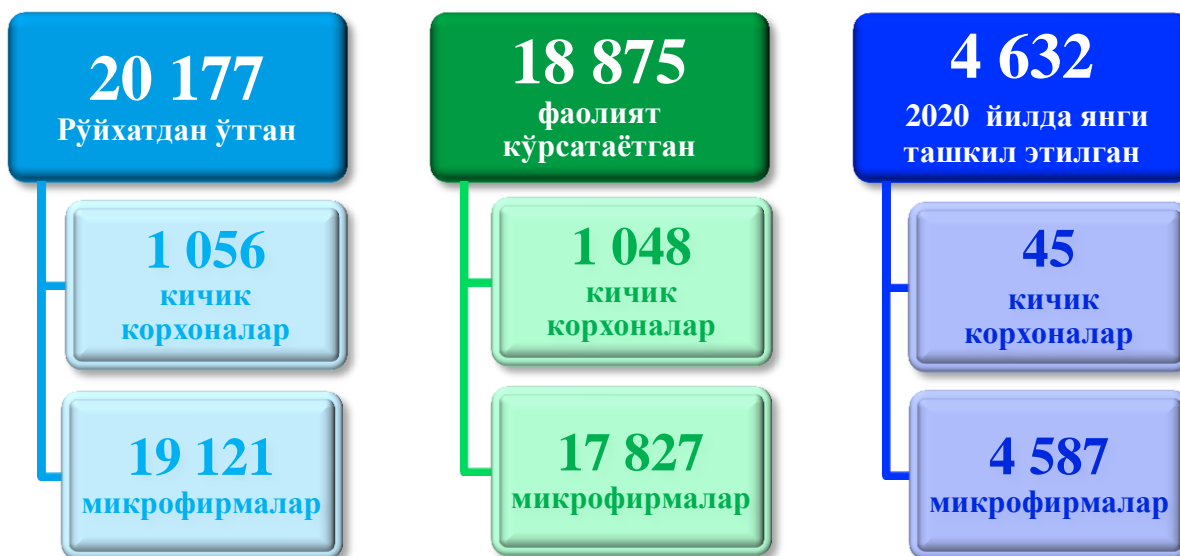 20 177
Рўйхатдан ўтган
1 056
кичик
корхоналар
19 121
микрофирмалар
18 875
фаолият
кўрсатаётган
1 048
кичик
корхоналар
17 827
микрофирмалар
4 632
2020 йилда янги
ташкил этилган
45
кичик
корхоналар
4 587
микрофирмалар